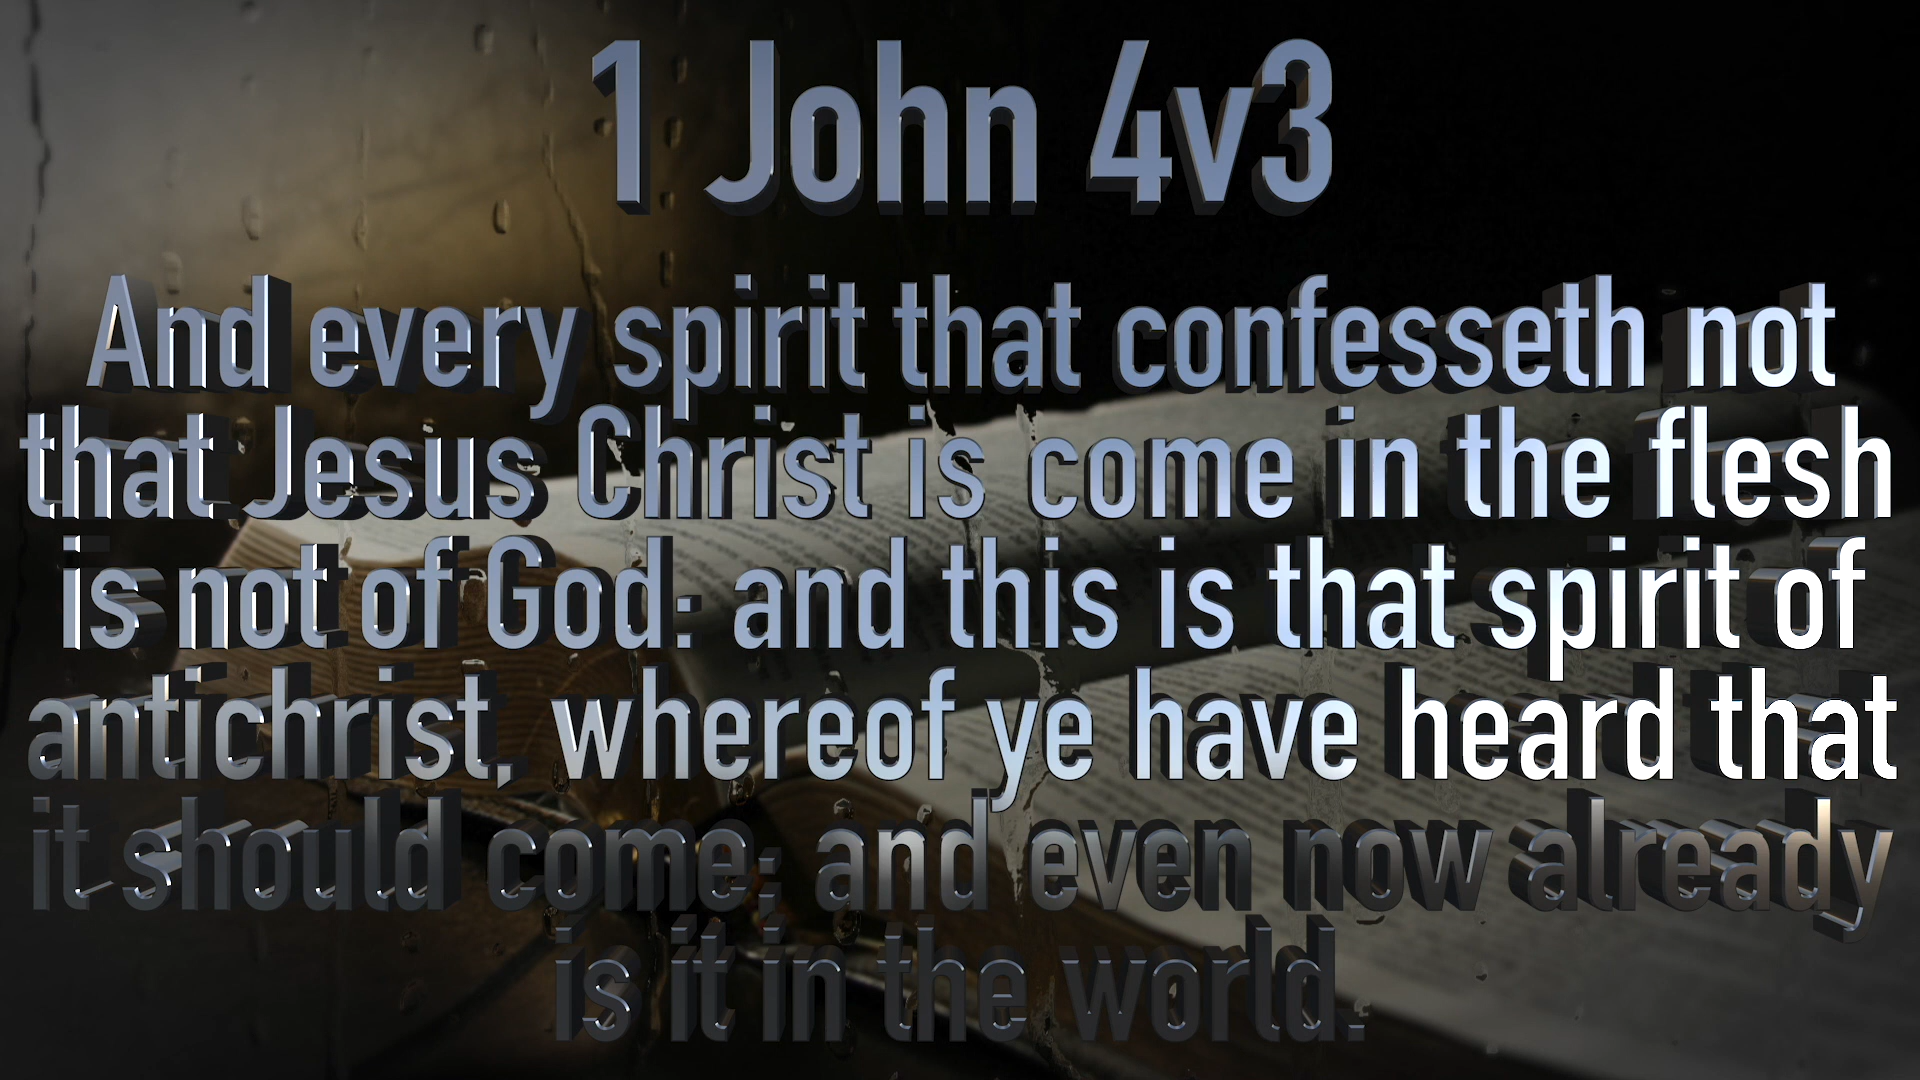 1 John 4v3
And every spirit that confesseth not
that Jesus Christ is come in the flesh
is not of God: and this is that spirit of
antichrist, whereof ye have heard that
it should come; and even now already
is it in the world.